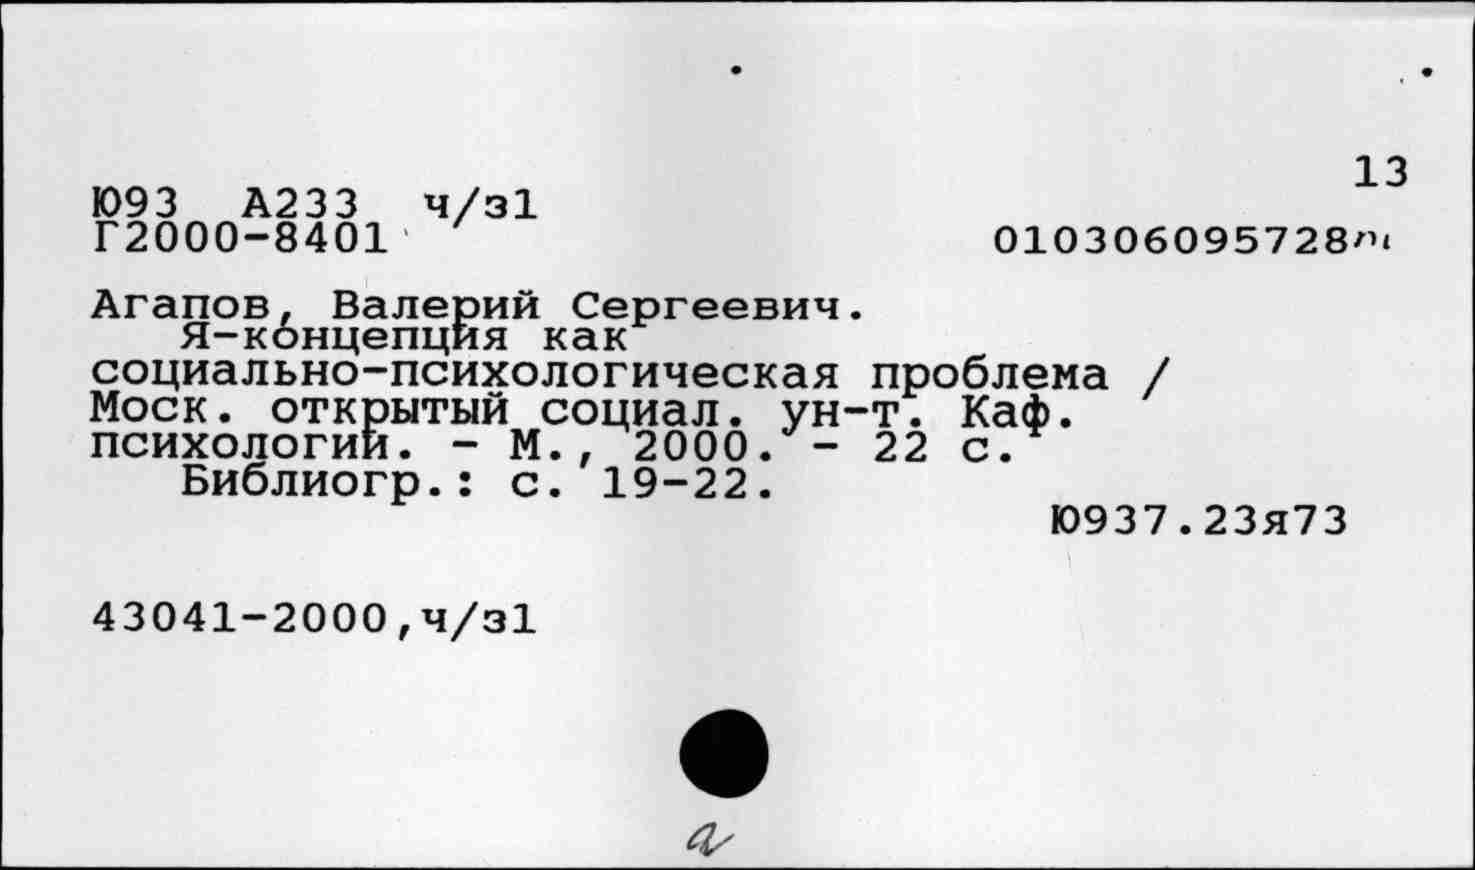 13
Ю93 А233 ч/з1
Г2000-8401
010306095728
Агапов, Валерий Сергеевич.
Я-концепция как
социально-психологическая проблема /
Моск. открытый социал. ун-т. Каф.
психологии. - М., 2000. - 22 с.
Библиогр.: с. 19-22.
Ю937.23я73
43041-2000,ч/з1